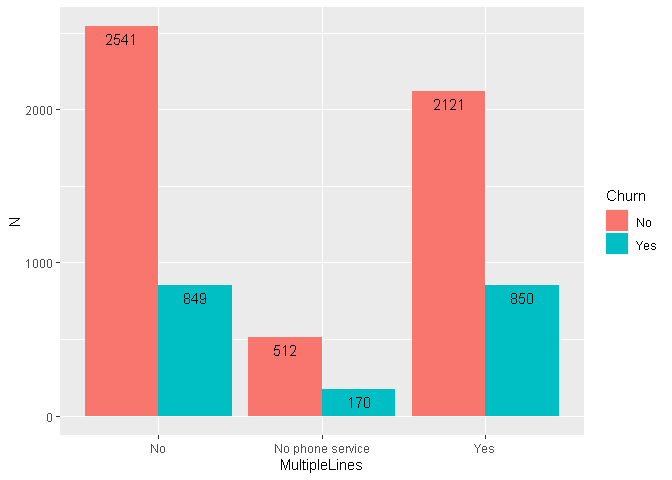 2541
2121
849
850
512
170
2000
1000
0
N
No
No phone service
Yes
MultipleLines
Churn
No
Yes